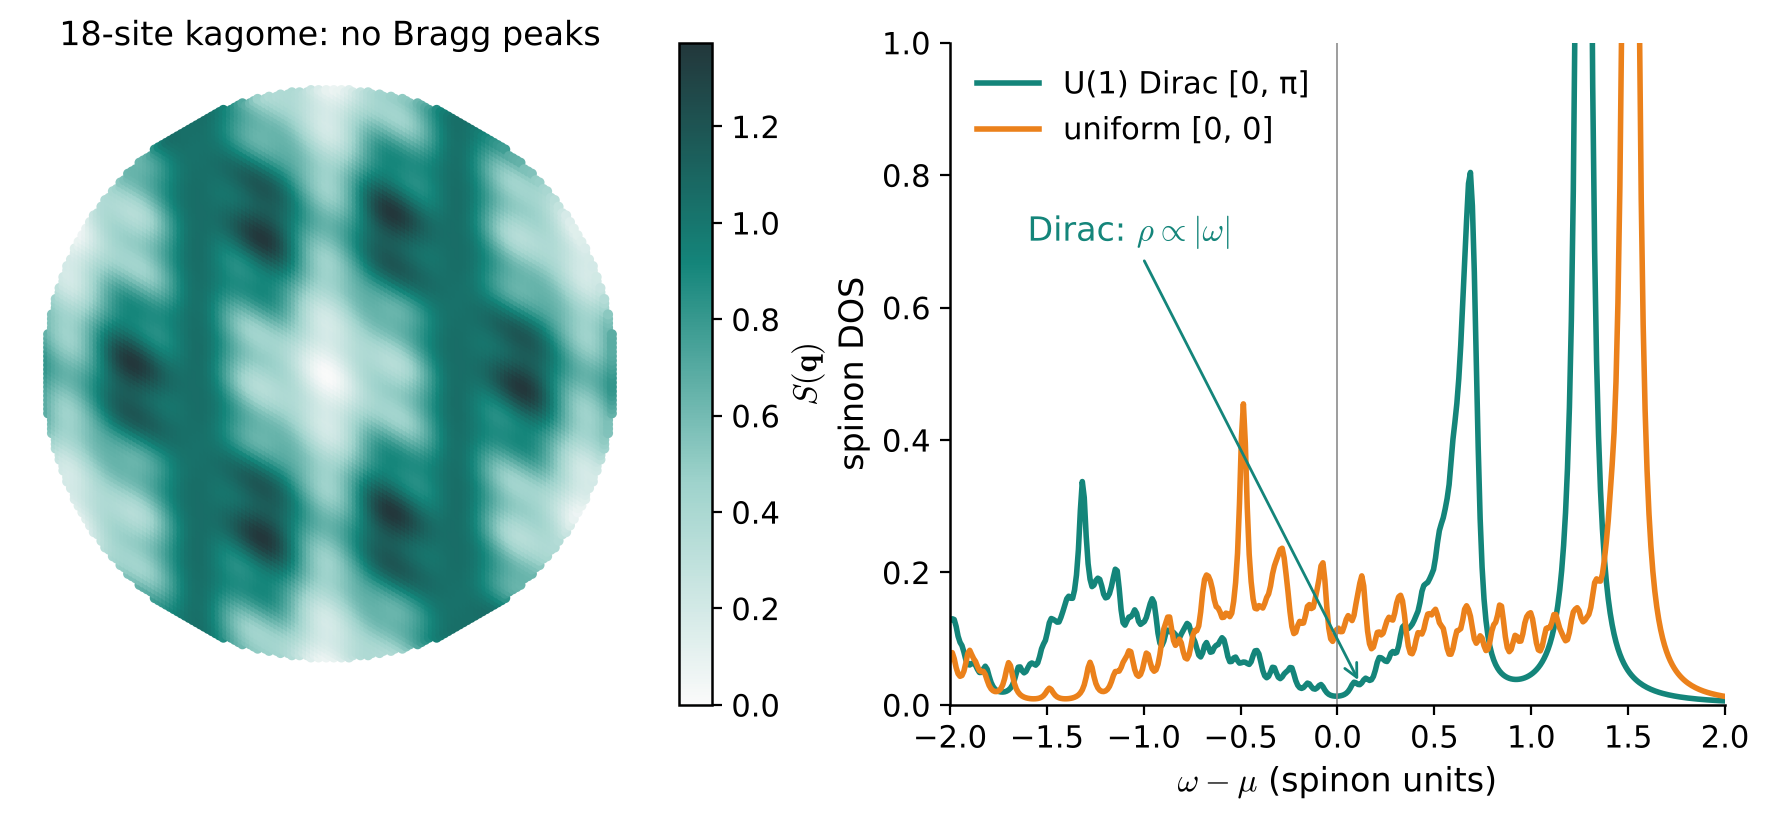 18-site kagome: no Bragg peaks
1.2
1.0
0.8
0.6
0.4
0.2
0.0
S(q)
spinon DOS
1.0
0.8
0.6
0.4
0.2
0.0
U(1) Dirac [0, π]
uniform [0, 0]
Dirac: ρ ∝ |ω|
−2.0 −1.5 −1.0 −0.5 0.0 0.5 1.0 1.5 2.0
ω − μ (spinon units)